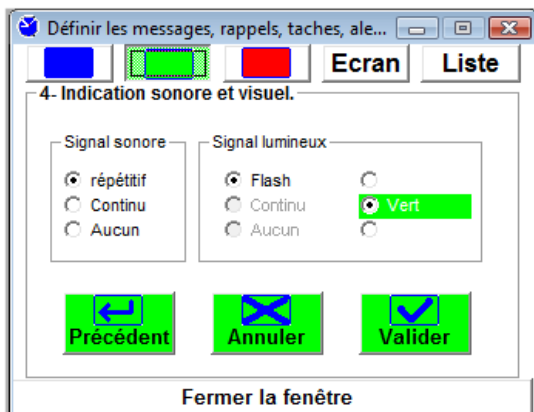 Définir les messages, rappels, taches, ale...
Ecran Liste
4- Indication sonore et visuel.
Signal sonore Signal lumineux
répétitif Flash
Continu Continu Vert
Aucun Aucun
Précédent Annuler Valider
Fermer la fenêtre